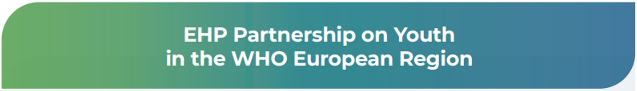 EHP Partnership on Youth
in the WHO European Region